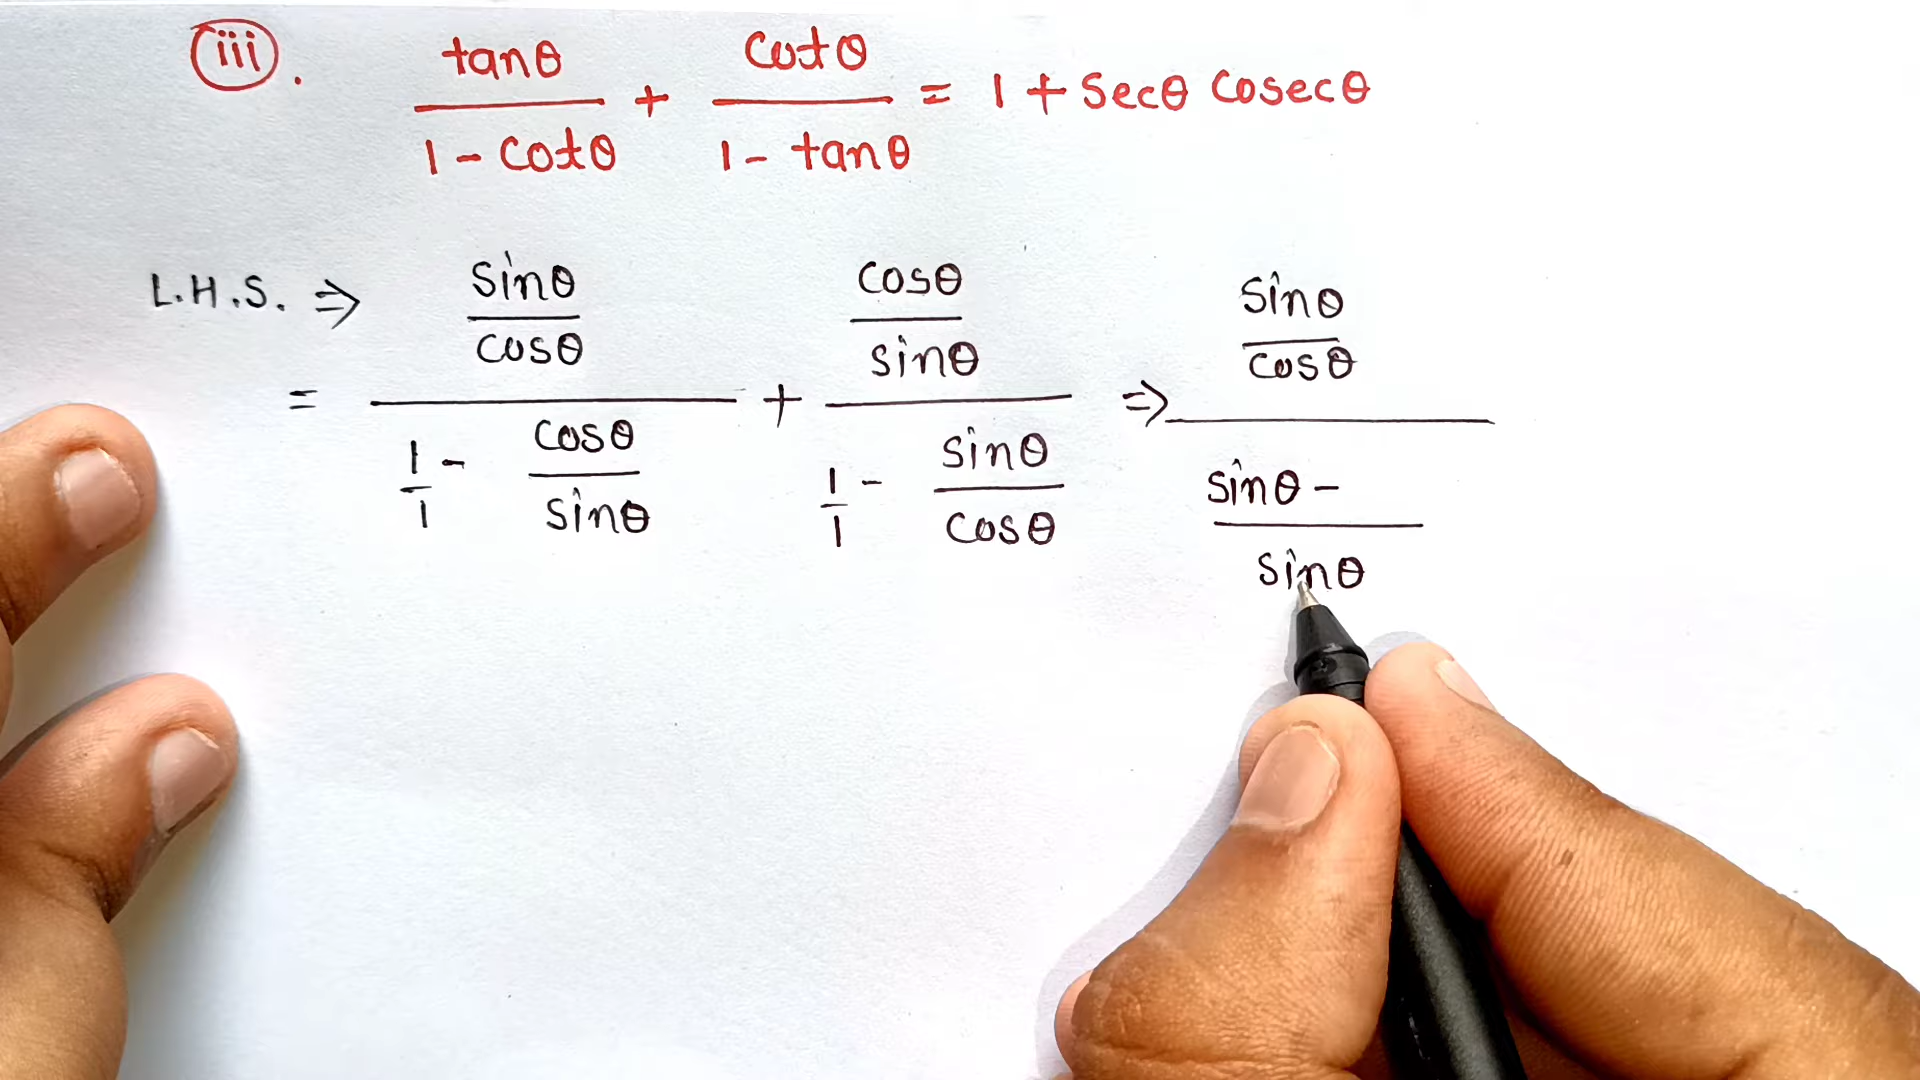 iii. tanθ/(1 - cotθ) + cotθ/(1 - tanθ) = 1 + secθ cosecθ
L.H.S. ⇒
= (sinθ/cosθ)/(1/1 - cosθ/sinθ) + (cosθ/sinθ)/(1/1 - sinθ/cosθ) ⇒ (sinθ/cosθ)/((sinθ -)/sinθ)